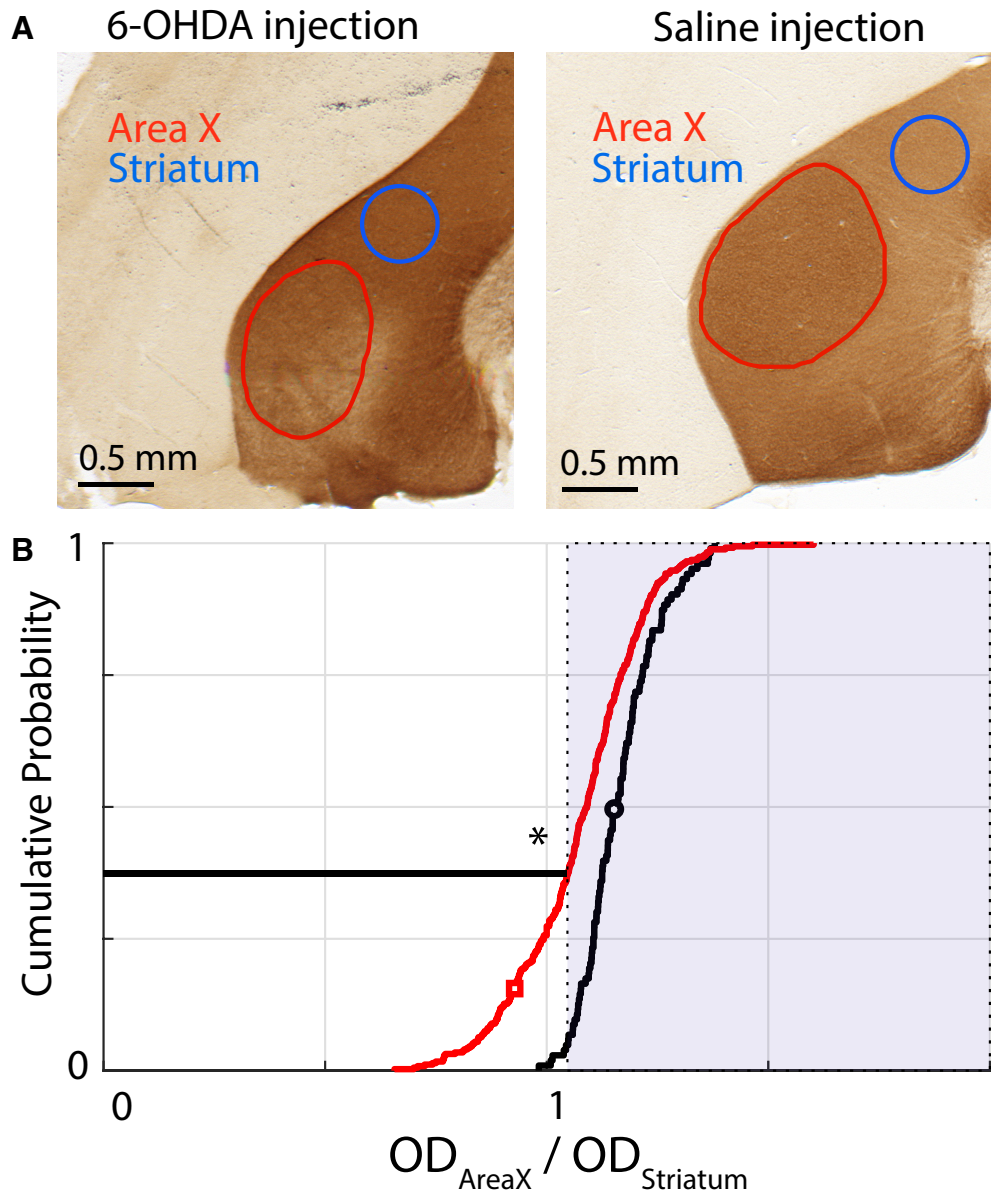 A
6-OHDA injection
Saline injection
Area X
Striatum
0.5 mm
Area X
Striatum
0.5 mm
B
Cumulative Probability
1
0
*
0
1
OD AreaX / OD Striatum